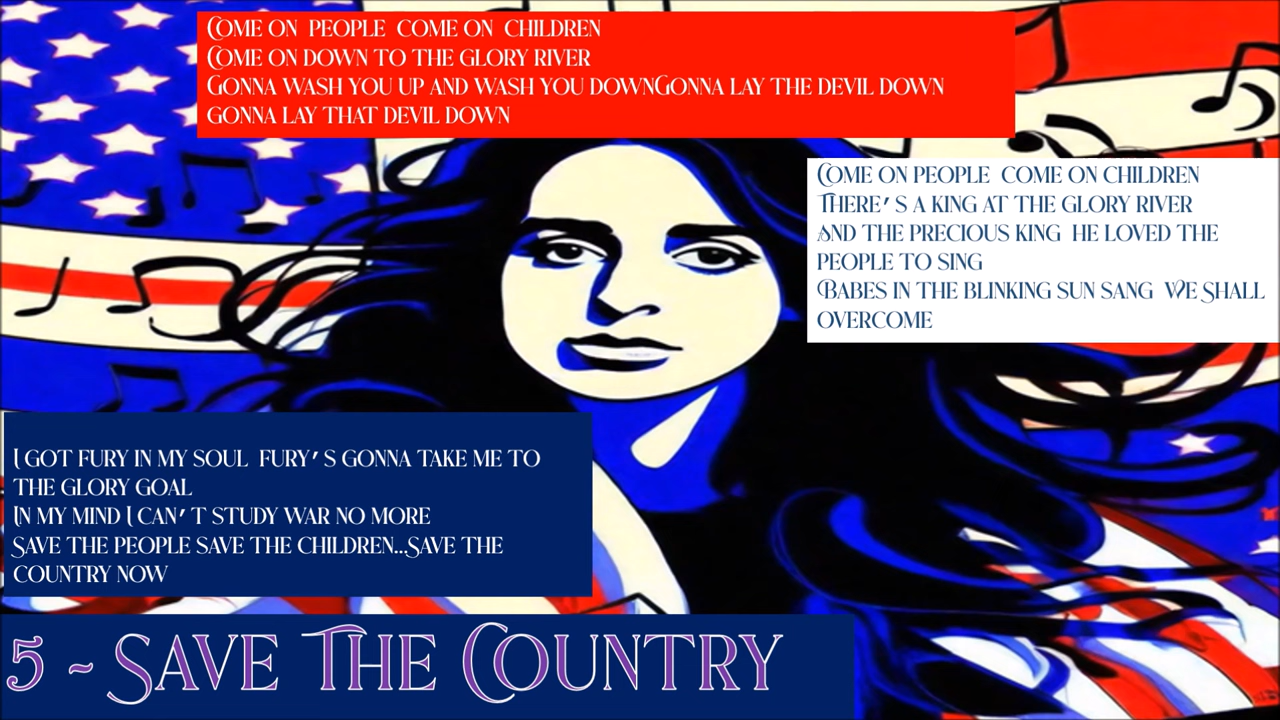 Come on people come on children
Come on down to the glory river
Gonna wash you up and wash you downGonna lay the devil down
gonna lay that devil down
Come on people come on children
There's a king at the glory river
And the precious king he loved the
people to sing
Babes in the blinking sun sang We Shall
overcome
I got fury in my soul fury's gonna take me to
the glory goal
In my mind I can't study war no more
Save the people save the children...Save the
country now
5 - Save The Country